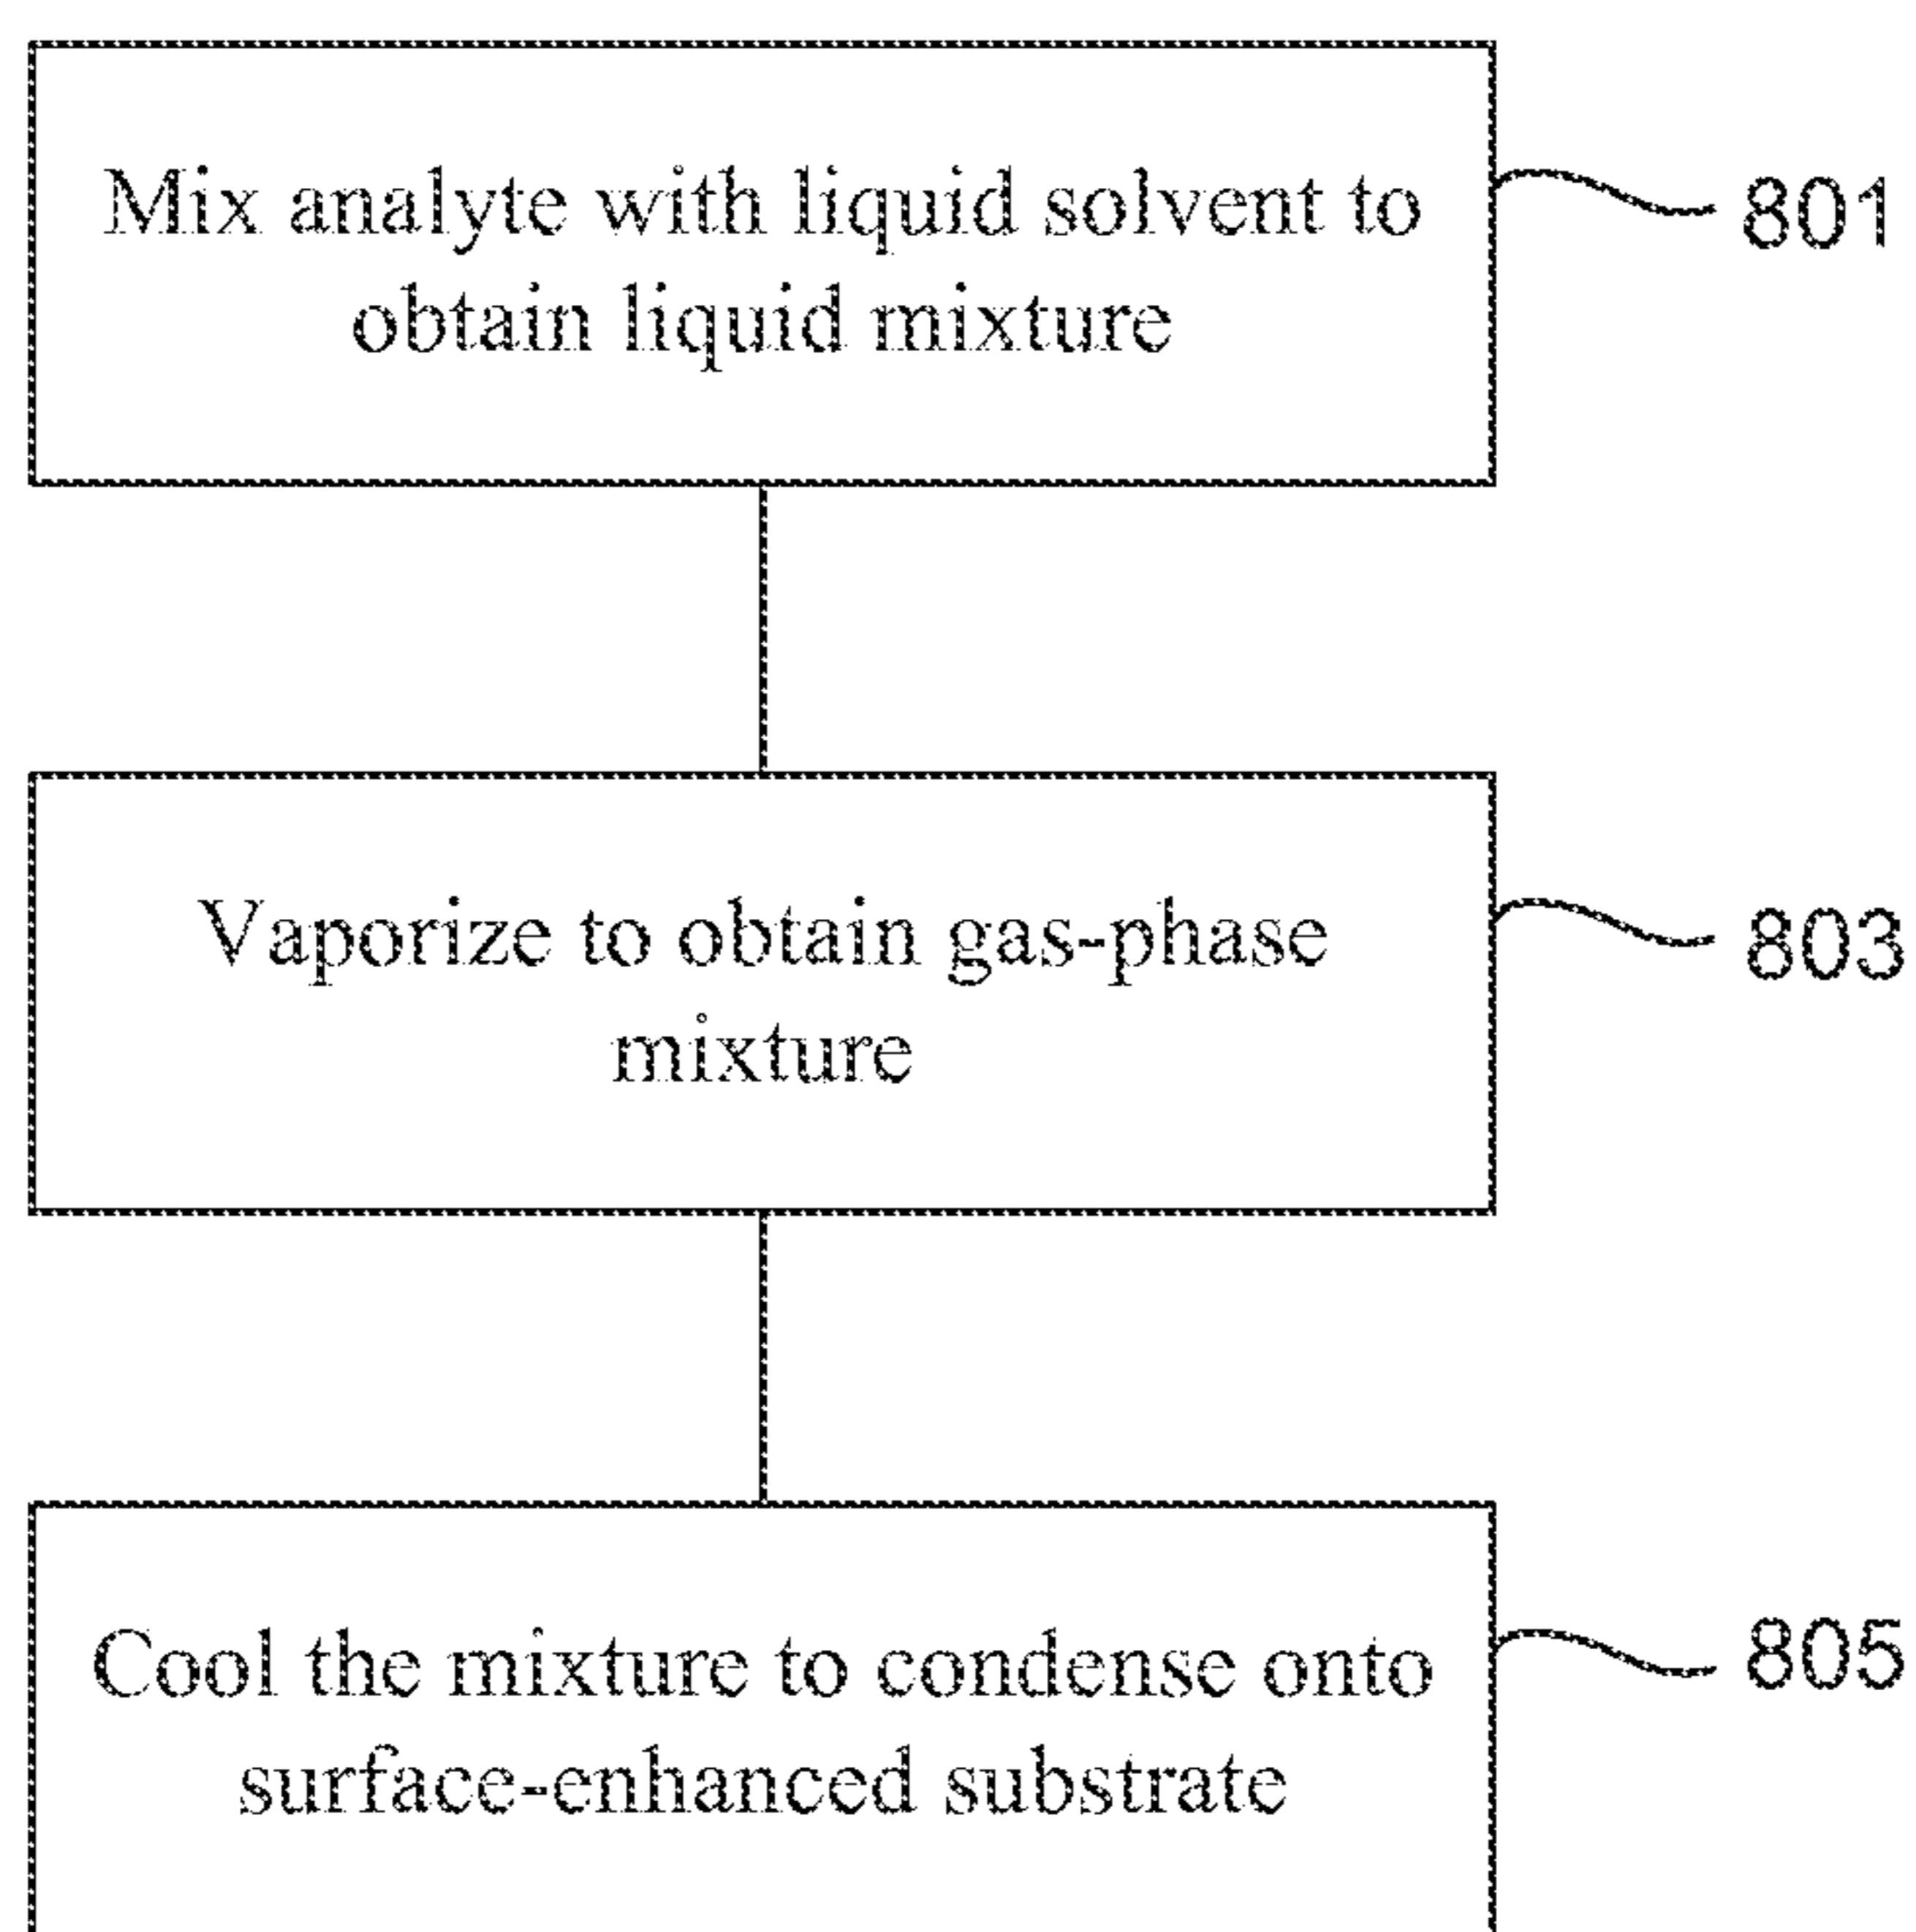 Mix analyte with liquid solvent to
obtain liquid mixture
801
Vaporize to obtain gas-phase
mixture
803
Cool the mixture to condense onto
surface-enhanced substrate
805